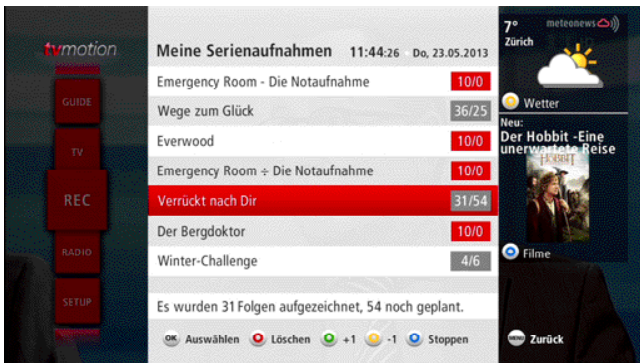 tvmotion
GUIDE
TV
REC
RADIO
SETUP
Meine Serienaufnahmen 11:44:26 Do, 23.05.2013
Emergency Room - Die Notaufnahme 10/0
Wege zum Glück 36/25
Everwood 10/0
Emergency Room ÷ Die Notaufnahme 10/0
Verrückt nach Dir 31/54
Der Bergdoktor 10/0
Winter-Challenge 4/6
Es wurden 31 Folgen aufgezeichnet, 54 noch geplant.
OK Auswählen Löschen +1 -1 Stoppen
7° meteonews
Zürich
Wetter
Neu:
Der Hobbit -Eine
unerwartete Reise
HOBBIT
Filme
MENU Zurück